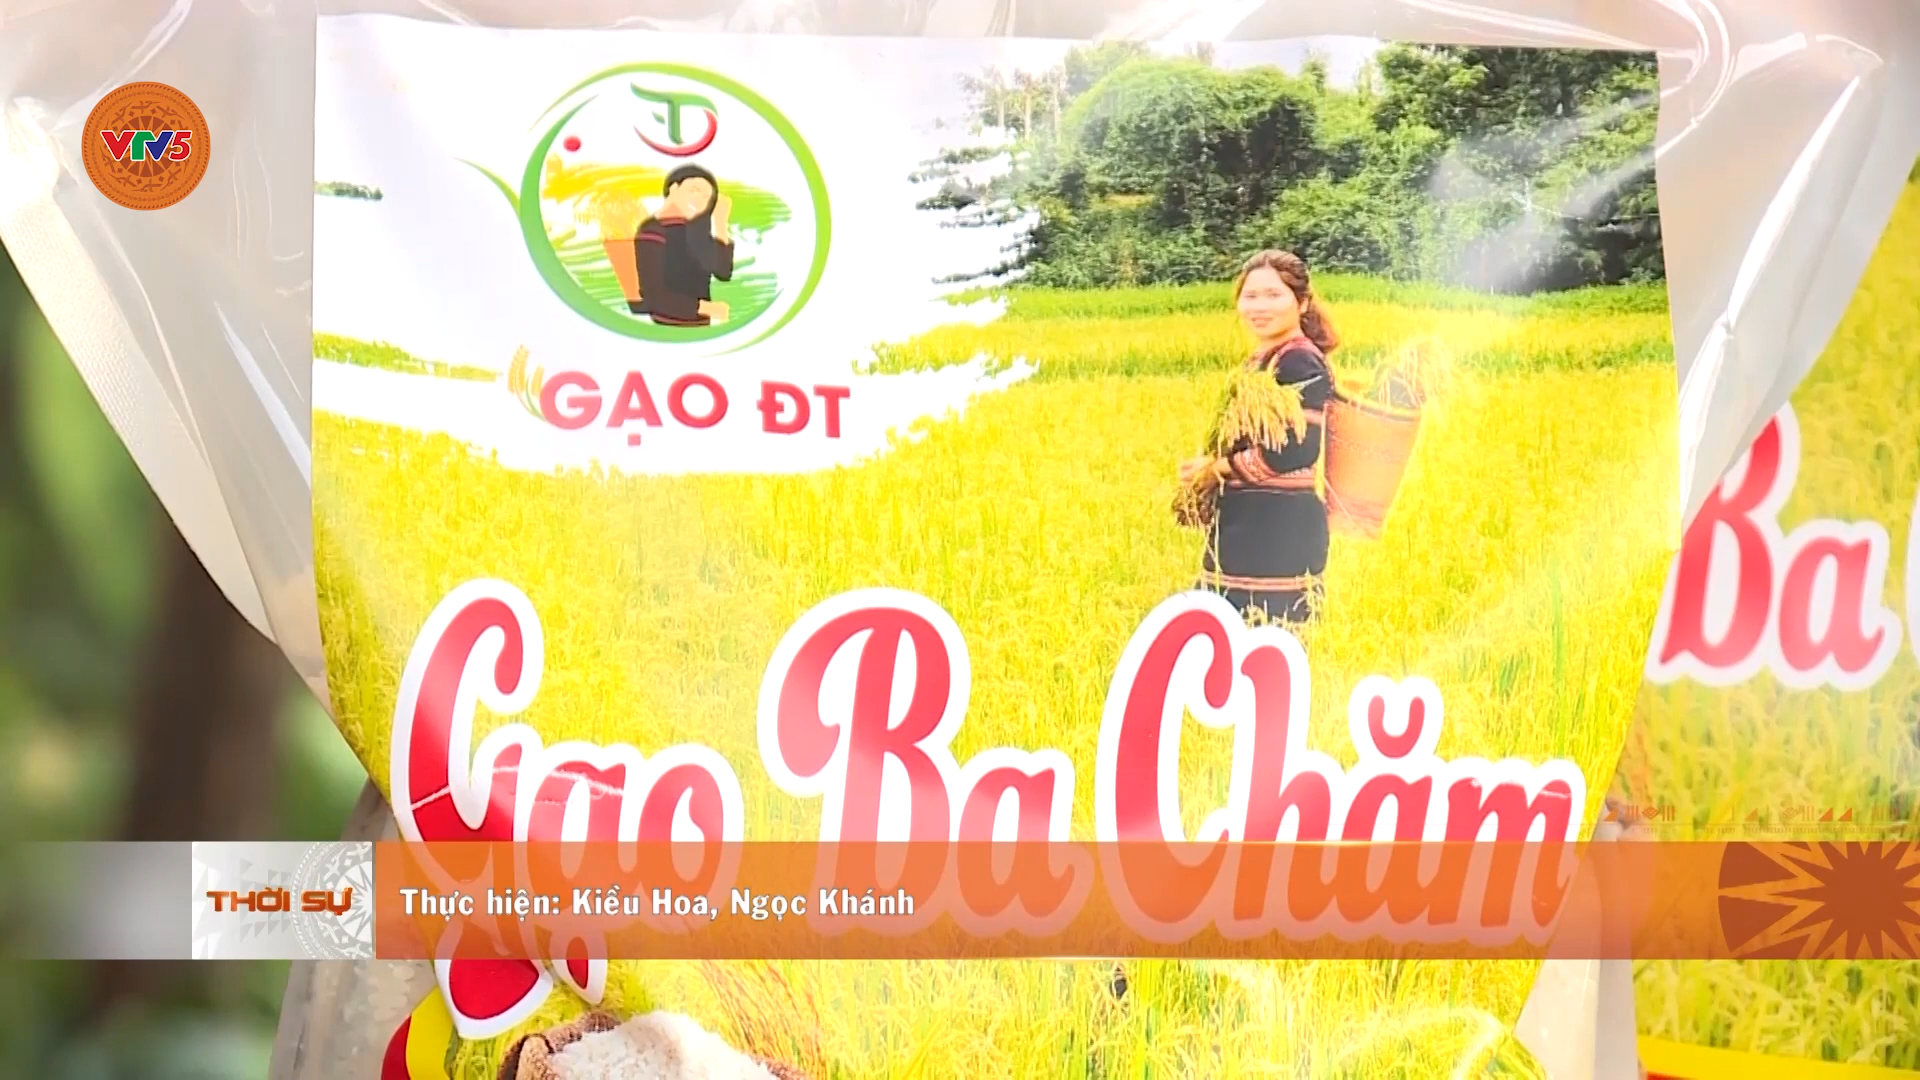 VTV5
GẠO ĐT
Gạo Ba Chăm
Ba
THỜI SỰ
Thực hiện: Kiều Hoa, Ngọc Khánh